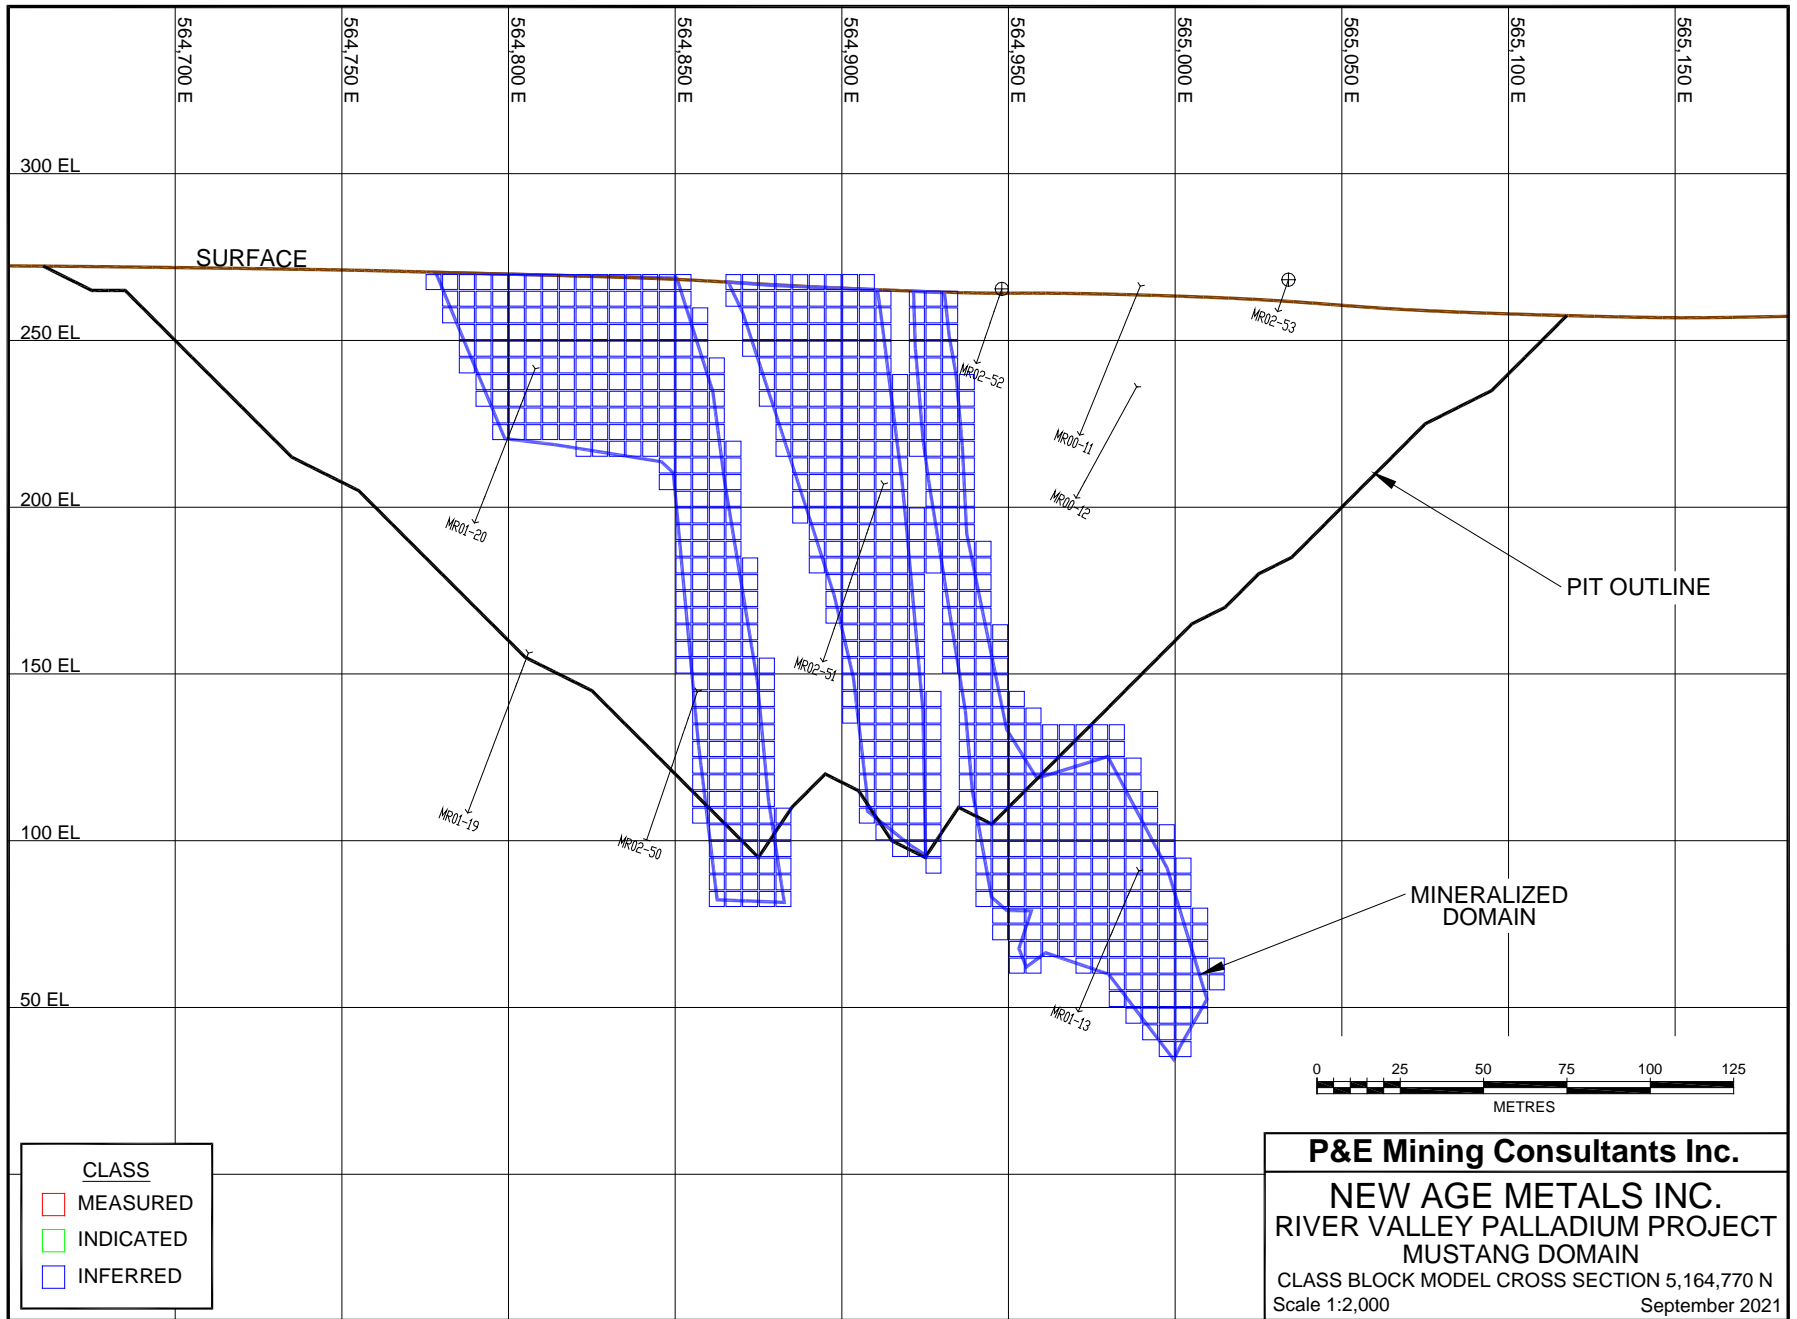 564,700 E
564,750 E
564,800 E
564,850 E
564,900 E
564,950 E
565,000 E
565,050 E
565,100 E
565,150 E
300 EL
SURFACE
250 EL
MR02-53
MR02-52
MR00-11
MR00-12
200 EL
MR01-20
PIT OUTLINE
150 EL
MR02-51
MR01-19
MR02-50
100 EL
MINERALIZED
DOMAIN
50 EL
MR01-13
0 25 50 75 100 125
METRES
CLASS
MEASURED
INDICATED
INFERRED
P&E Mining Consultants Inc.
NEW AGE METALS INC.
RIVER VALLEY PALLADIUM PROJECT
MUSTANG DOMAIN
CLASS BLOCK MODEL CROSS SECTION 5,164,770 N
Scale 1:2,000 September 2021